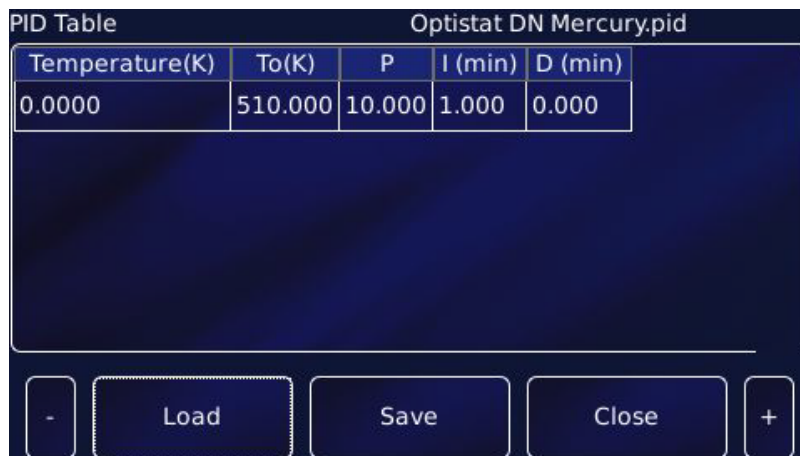 PID Table Optistat DN Mercury.pid
Temperature(K) To(K) P I (min) D (min)
0.0000 510.000 10.000 1.000 0.000
- Load Save Close +